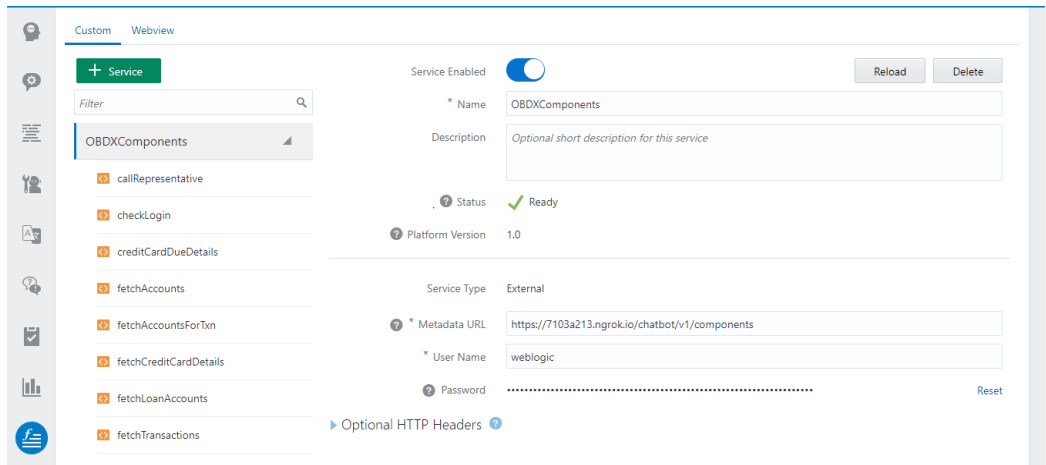 Custom Webview
+ Service
Filter
OBDXComponents
callRepresentative
checkLogin
creditCardDueDetails
fetchAccounts
fetchAccountsForTxn
fetchCreditCardDetails
fetchLoanAccounts
fetchTransactions
Service Enabled
Reload Delete
* Name OBDXComponents
Description Optional short description for this service
Status Ready
Platform Version 1.0
Service Type External
* Metadata URL https://7103a213.ngrok.io/chatbot/v1/components
* User Name weblogic
Password Reset
Optional HTTP Headers